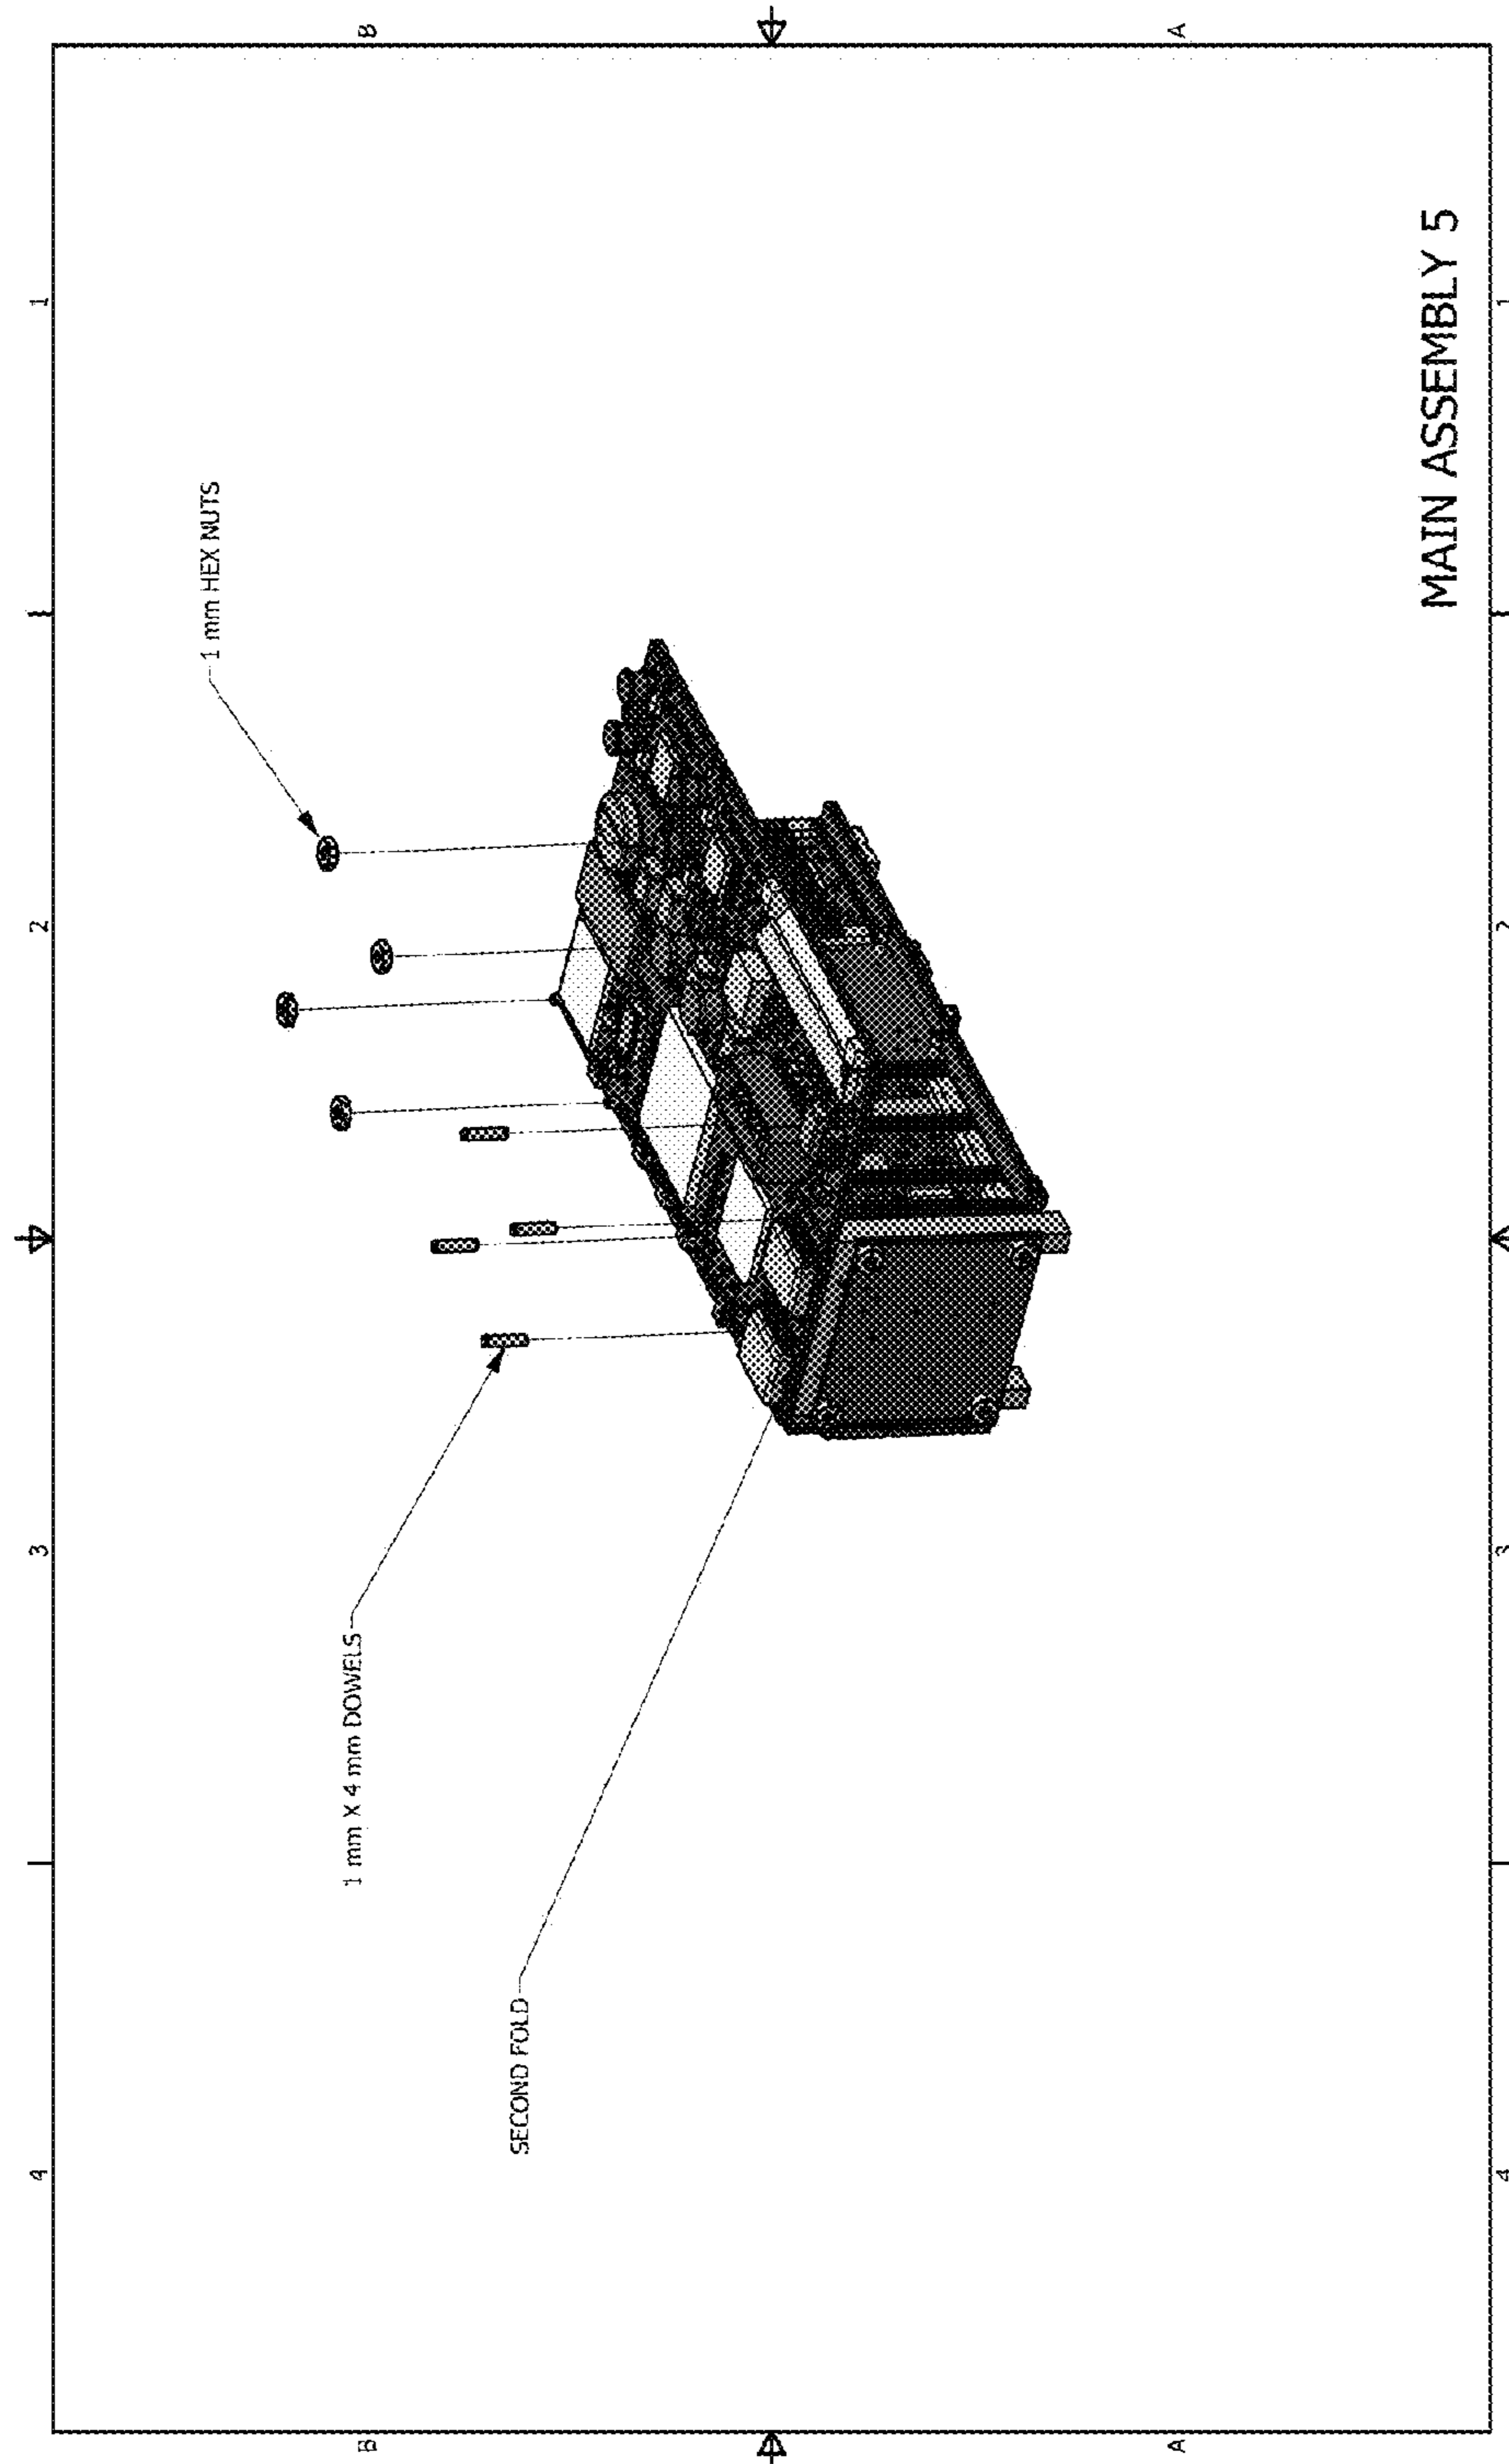 4
3
2
1
B
B
1 mm HEX NUTS
1 mm X 4 mm DOWELS
SECOND FOLD
A
A
MAIN ASSEMBLY 5
4
3
2
1